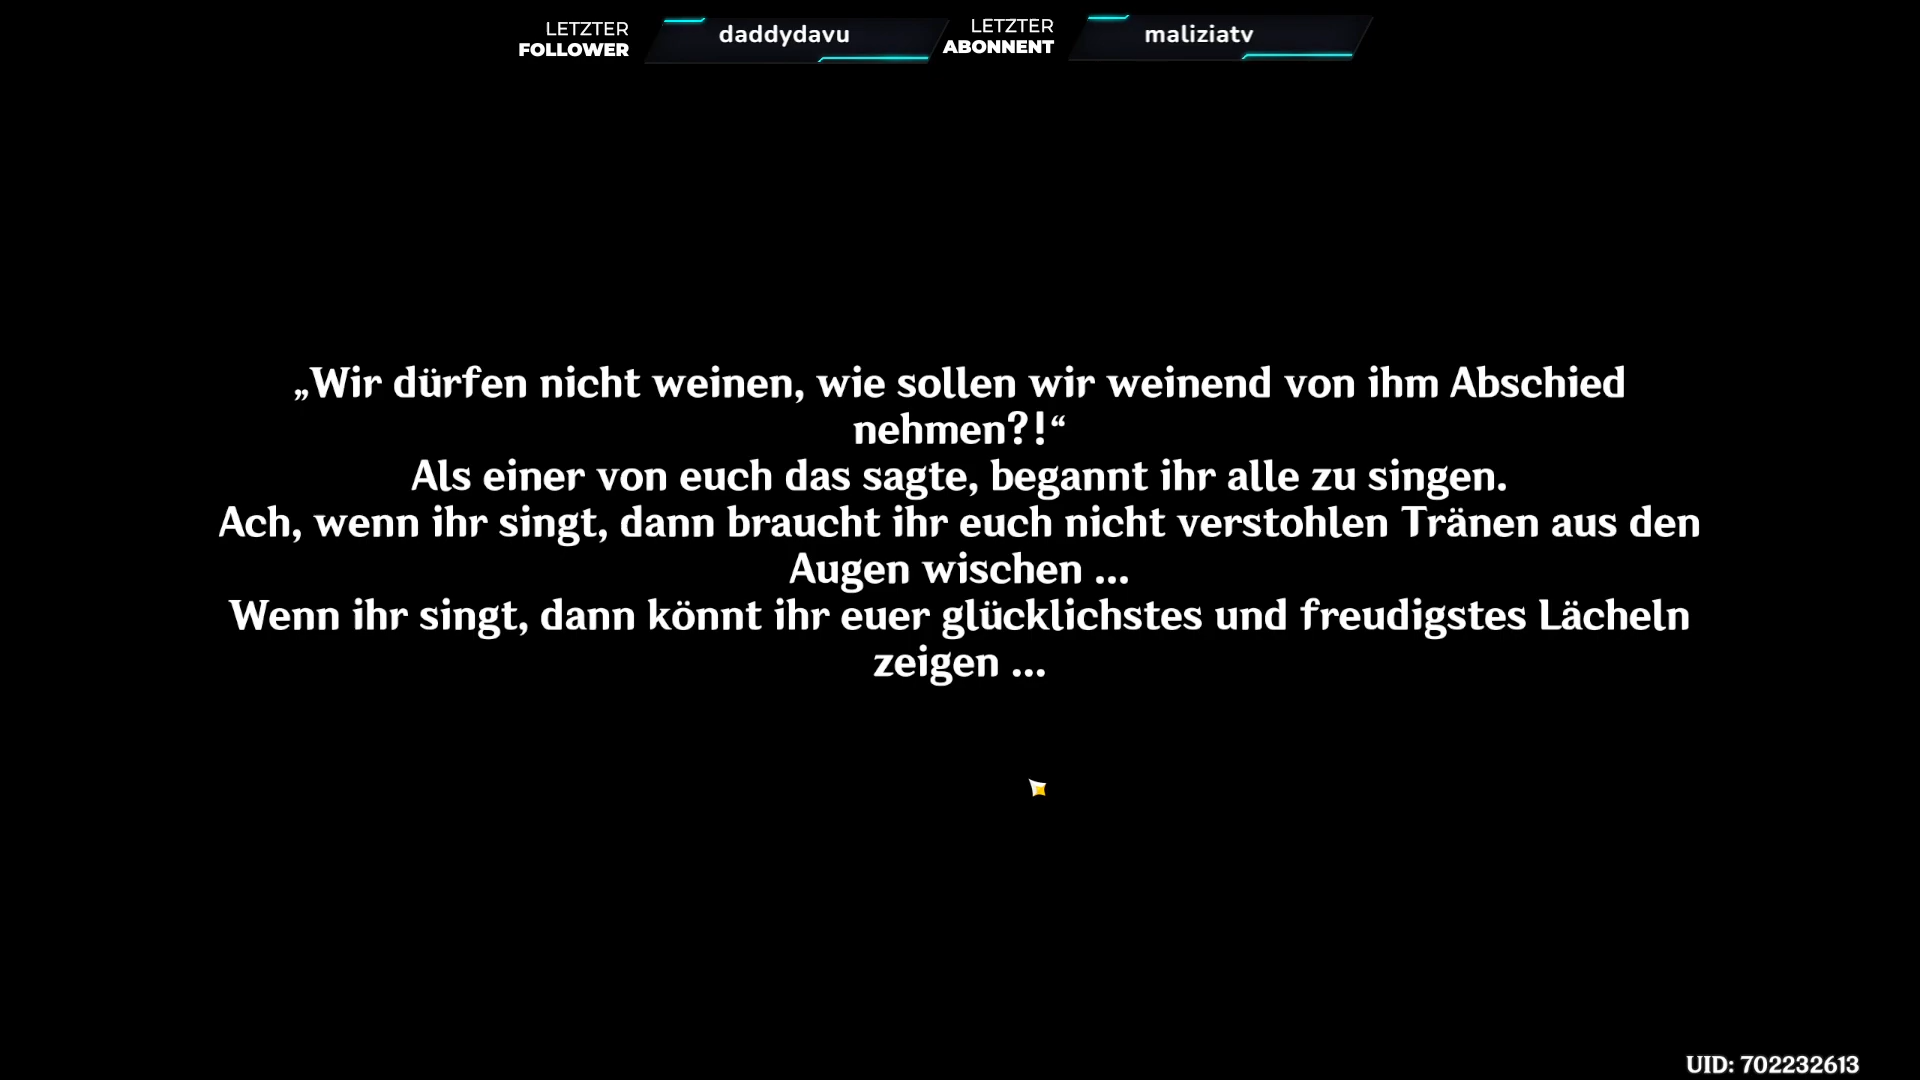 LETZTER
FOLLOWER
daddydavu
LETZTER
ABONNENT
maliziatv
„Wir dürfen nicht weinen, wie sollen wir weinend von ihm Abschied
nehmen?!“
Als einer von euch das sagte, begannt ihr alle zu singen.
Ach, wenn ihr singt, dann braucht ihr euch nicht verstohlen Tränen aus den
Augen wischen ...
Wenn ihr singt, dann könnt ihr euer glücklichstes und freudigstes Lächeln
zeigen ...
UID: 702232613